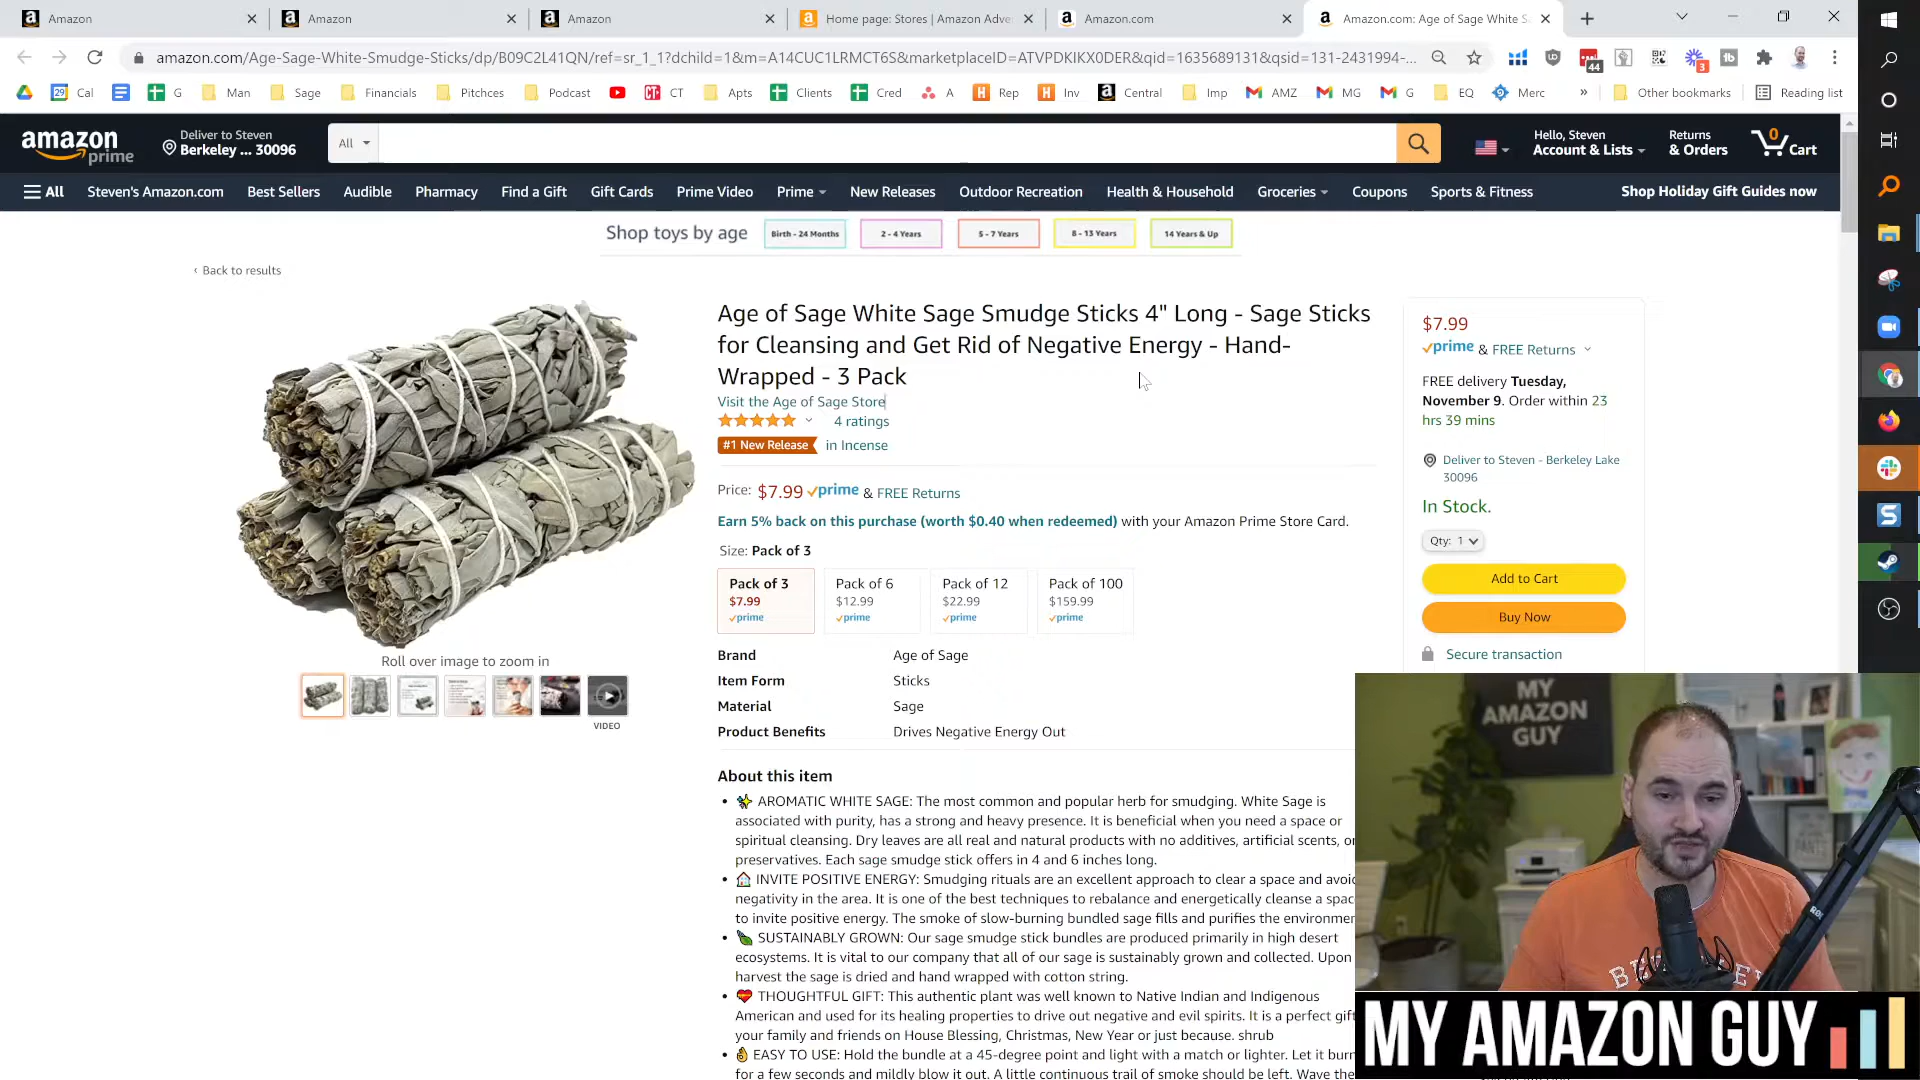 Amazon
Amazon
Amazon
Home page: Stores | Amazon Adve
Amazon.com
Amazon.com: Age of Sage White S
amazon.com/Age-Sage-White-Smudge-Sticks/dp/B09C2L41QN/ref=sr_1_1?dchild=1&m=A14CUC1LRMCT6S&marketplaceID=ATVPDKIKX0DER&qid=1635689131&qsid=131-2431994-...
44
3
29 Cal
G
Man
Sage
Financials
Pitchces
Podcast
CT CT
Apts
Clients
Cred
A
H Rep
H Inv
Central
Imp
AMZ
MG
G
EQ
Merc
»
Other bookmarks
Reading list
amazon prime
Deliver to Steven
Berkeley ... 30096
All
Hello, Steven
Account & Lists
Returns
& Orders
0
Cart
All
Steven's Amazon.com
Best Sellers
Audible
Pharmacy
Find a Gift
Gift Cards
Prime Video
Prime
New Releases
Outdoor Recreation
Health & Household
Groceries
Coupons
Sports & Fitness
Shop Holiday Gift Guides now
Shop toys by age
Birth - 24 Months
2 - 4 Years
5 - 7 Years
8 - 13 Years
14 Years & Up
‹ Back to results
Age of Sage White Sage Smudge Sticks 4" Long - Sage Sticks
for Cleansing and Get Rid of Negative Energy - Hand-
Wrapped - 3 Pack
Visit the Age of Sage Store
4 ratings
#1 New Release in Incense
Price: $7.99 prime & FREE Returns
Earn 5% back on this purchase (worth $0.40 when redeemed) with your Amazon Prime Store Card.
Size: Pack of 3
Pack of 3
$7.99
prime
Pack of 6
$12.99
prime
Pack of 12
$22.99
prime
Pack of 100
$159.99
prime
Brand Age of Sage
Item Form Sticks
Material Sage
Product Benefits Drives Negative Energy Out
Roll over image to zoom in
VIDEO
About this item
• ✨ AROMATIC WHITE SAGE: The most common and popular herb for smudging. White Sage is
associated with purity, has a strong and heavy presence. It is beneficial when you need a space or
spiritual cleansing. Dry leaves are all real and natural products with no additives, artificial scents, or
preservatives. Each sage smudge stick offers in 4 and 6 inches long.
• 🏠 INVITE POSITIVE ENERGY: Smudging rituals are an excellent approach to clear a space and avoid
negativity in the area. It is one of the best techniques to rebalance and energetically cleanse a spac
to invite positive energy. The smoke of slow-burning bundled sage fills and purifies the environmen
• 🍃 SUSTAINABLY GROWN: Our sage smudge stick bundles are produced primarily in high desert
ecosystems. It is vital to our company that all of our sage is sustainably grown and collected. Upon
harvest the sage is dried and hand wrapped with cotton string.
• 💝 THOUGHTFUL GIFT: This authentic plant was well known to Native Indian and Indigenous
American and used for its healing properties to drive out negative and evil spirits. It is a perfect gift
your family and friends on House Blessing, Christmas, New Year or just because. shrub
• 👌 EASY TO USE: Hold the bundle at a 45-degree point and light with a match or lighter. Let it burn
for a few seconds and mildly blow it out. A little continuous trail of smoke should be left. Wave the
$7.99
prime & FREE Returns
FREE delivery Tuesday,
November 9. Order within 23
hrs 39 mins
Deliver to Steven - Berkeley Lake
30096
In Stock.
Qty: 1
Add to Cart
Buy Now
Secure transaction
MY
AMAZON
GUY
MY AMAZON GUY